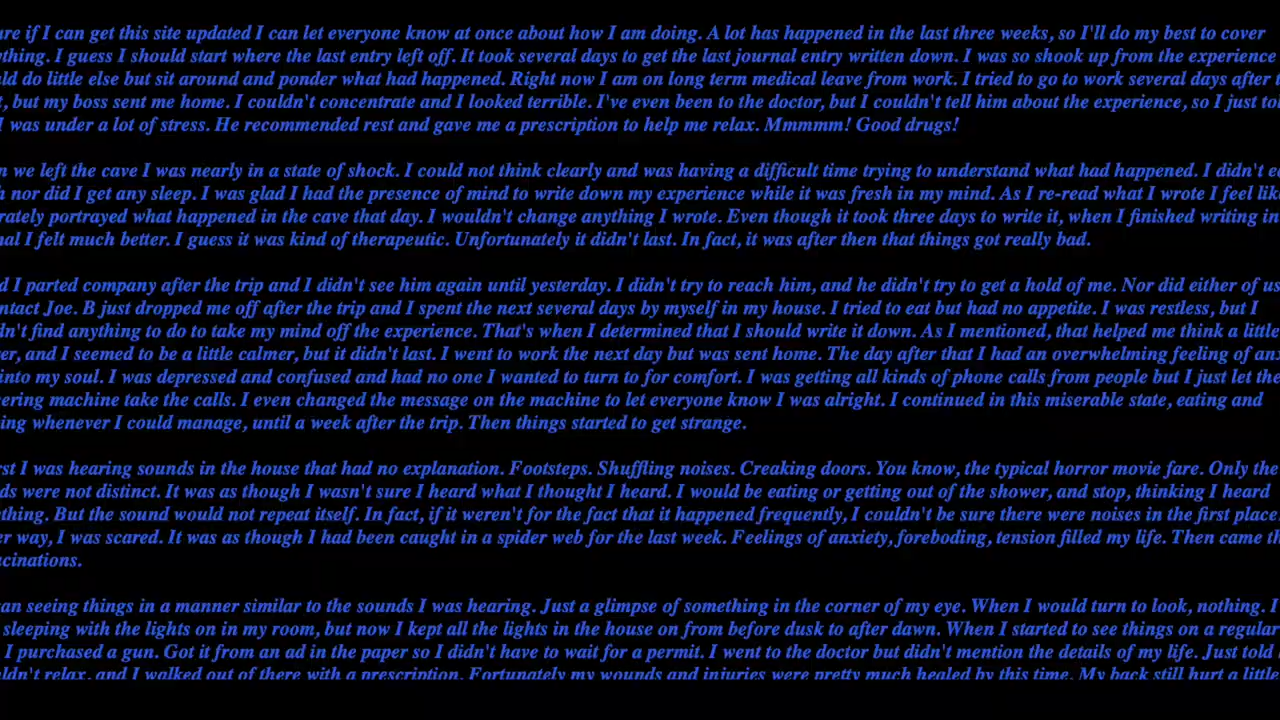 ure if I can get this site updated I can let everyone know at once about how I am doing. A lot has happened in the last three weeks, so I'll do my best to cover
thing. I guess I should start where the last entry left off. It took several days to get the last journal entry written down. I was so shook up from the experience
ld do little else but sit around and ponder what had happened. Right now I am on long term medical leave from work. I tried to go to work several days after
, but my boss sent me home. I couldn't concentrate and I looked terrible. I've even been to the doctor, but I couldn't tell him about the experience, so I just to
I was under a lot of stress. He recommended rest and gave me a prescription to help me relax. Mmmmm! Good drugs!
n we left the cave I was nearly in a state of shock. I could not think clearly and was having a difficult time trying to understand what had happened. I didn't e
h nor did I get any sleep. I was glad I had the presence of mind to write down my experience while it was fresh in my mind. As I re-read what I wrote I feel lik
rately portrayed what happened in the cave that day. I wouldn't change anything I wrote. Even though it took three days to write it, when I finished writing in
nal I felt much better. I guess it was kind of therapeutic. Unfortunately it didn't last. In fact, it was after then that things got really bad.
d I parted company after the trip and I didn't see him again until yesterday. I didn't try to reach him, and he didn't try to get a hold of me. Nor did either of us
ntact Joe. B just dropped me off after the trip and I spent the next several days by myself in my house. I tried to eat but had no appetite. I was restless, but I
dn't find anything to do to take my mind off the experience. That's when I determined that I should write it down. As I mentioned, that helped me think a little
er, and I seemed to be a little calmer, but it didn't last. I went to work the next day but was sent home. The day after that I had an overwhelming feeling of an
into my soul. I was depressed and confused and had no one I wanted to turn to for comfort. I was getting all kinds of phone calls from people but I just let the
ering machine take the calls. I even changed the message on the machine to let everyone know I was alright. I continued in this miserable state, eating and
ing whenever I could manage, until a week after the trip. Then things started to get strange.
rst I was hearing sounds in the house that had no explanation. Footsteps. Shuffling noises. Creaking doors. You know, the typical horror movie fare. Only the
ds were not distinct. It was as though I wasn't sure I heard what I thought I heard. I would be eating or getting out of the shower, and stop, thinking I heard
thing. But the sound would not repeat itself. In fact, if it weren't for the fact that it happened frequently, I couldn't be sure there were noises in the first place
er way, I was scared. It was as though I had been caught in a spider web for the last week. Feelings of anxiety, foreboding, tension filled my life. Then came th
ucinations.
an seeing things in a manner similar to the sounds I was hearing. Just a glimpse of something in the corner of my eye. When I would turn to look, nothing. I
sleeping with the lights on in my room, but now I kept all the lights in the house on from before dusk to after dawn. When I started to see things on a regular
I purchased a gun. Got it from an ad in the paper so I didn't have to wait for a permit. I went to the doctor but didn't mention the details of my life. Just told
ldn't relax, and I walked out of there with a prescription. Fortunately my wounds and injuries were pretty much healed by this time. My back still hurt a little